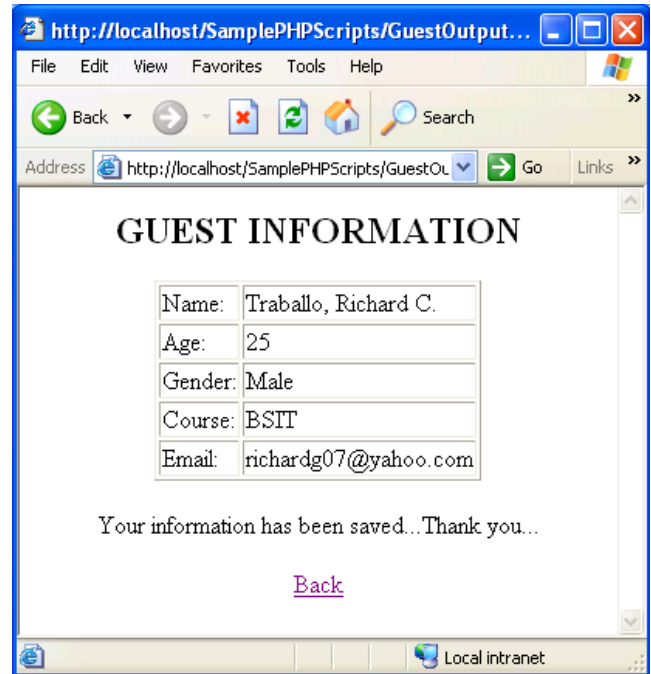 http://localhost/SamplePHPScripts/GuestOutput...
File Edit View Favorites Tools Help
Back Search »
Address http://localhost/SamplePHPScripts/GuestOu Go Links »
GUEST INFORMATION
Name: Traballo, Richard C.
Age: 25
Gender: Male
Course: BSIT
Email: richardg07@yahoo.com
Your information has been saved...Thank you...
Back
Local intranet